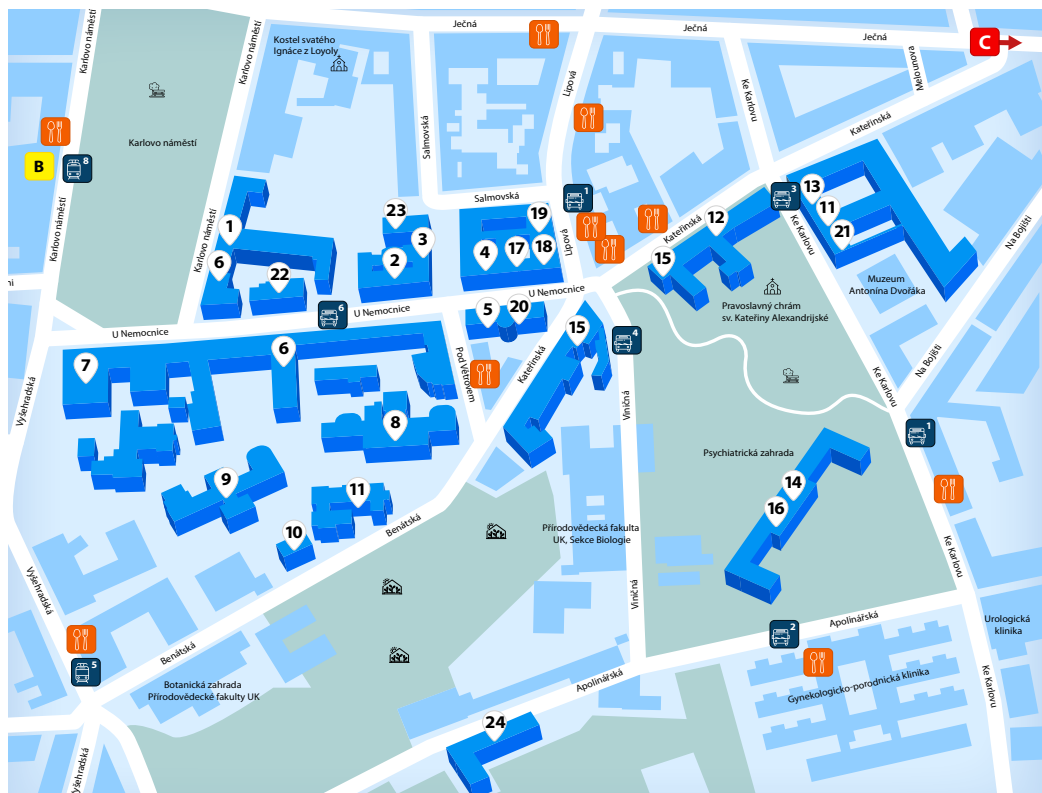 Karlovo náměstí
Karlovo náměstí
Ječná
Ječná
Ječná
C
Kostel svatého
Ignáce z Loyoly
Lipová
Melounova
Ke Karlovu
Kateřinská
B
8
Karlovo náměstí
Karlovo náměstí
Karlovo náměstí
Salmovská
Salmovská
1
3
13
11
21
12
Kateřinská
Ke Karlovu
Na Bojišti
23
3
2
19
4
17
18
Lipová
1
6
22
15
Muzeum
Antonína Dvořáka
Pravoslavný chrám
sv. Kateřiny Alexandrijské
U Nemocnice
U Nemocnice
U Nemocnice
6
5
20
15
4
Kateřinská
Pod Větrovem
7
6
8
Vyšehradská
Viničná
Ke Karlovu
Na Bojišti
1
Psychiatrická zahrada
14
16
9
11
10
Benátská
Přírodovědecká fakulta
UK, Sekce Biologie
Ke Karlovu
Vyšehradská
Viničná
2
Apolinářská
Urologická
klinika
5
Benátská
Botanická zahrada
Přírodovědecké fakulty UK
Apolinářská
Gynekologicko-porodnická klinika
Ke Karlovu
24
Vyšehradská